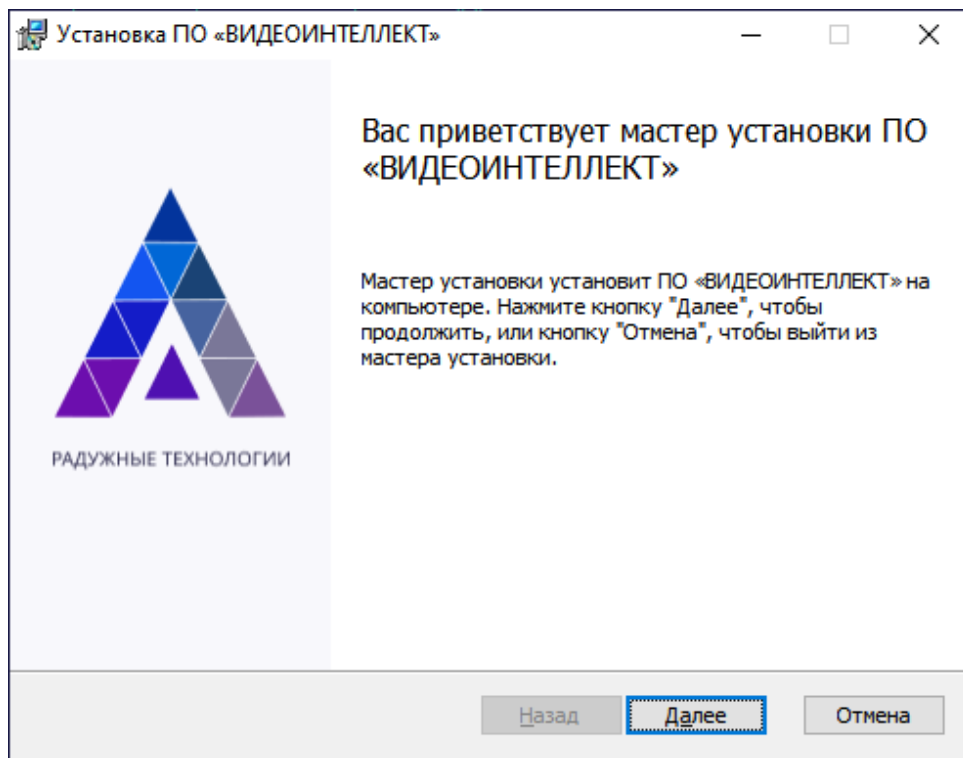 Установка ПО «ВИДЕОИНТЕЛЛЕКТ»
Вас приветствует мастер установки ПО
«ВИДЕОИНТЕЛЛЕКТ»
Мастер установки установит ПО «ВИДЕОИНТЕЛЛЕКТ» на
компьютере. Нажмите кнопку "Далее", чтобы
продолжить, или кнопку "Отмена", чтобы выйти из
мастера установки.
РАДУЖНЫЕ ТЕХНОЛОГИИ
Назад Далее Отмена